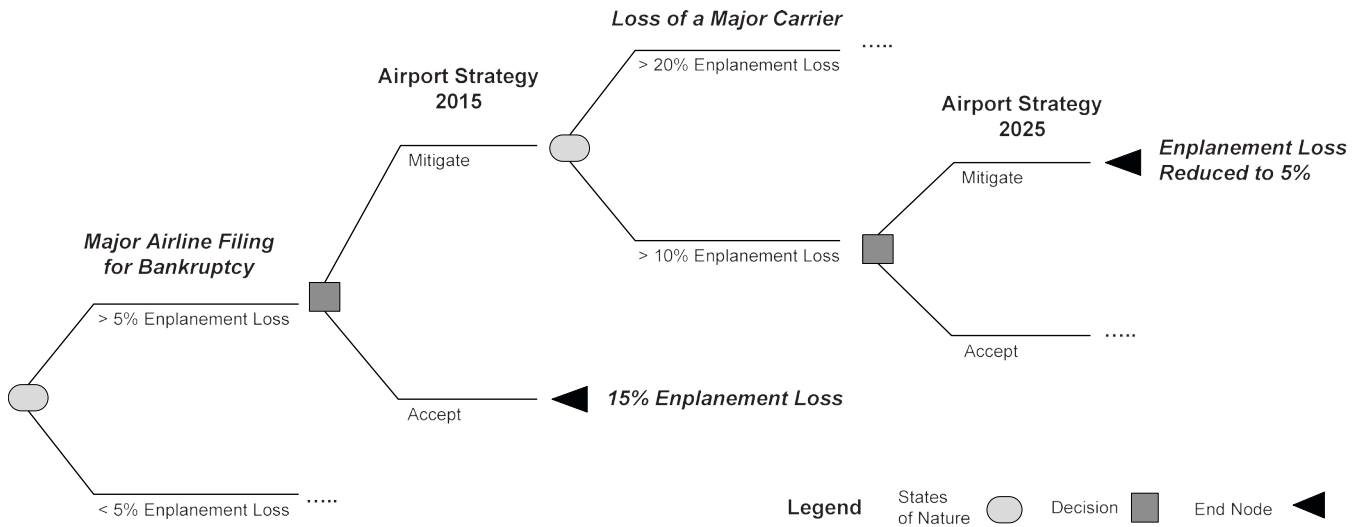 Loss of a Major Carrier
.....
> 20% Enplanement Loss
Airport Strategy
2015
Airport Strategy
2025
Mitigate
Mitigate
Enplanement Loss
Reduced to 5%
Major Airline Filing
for Bankruptcy
> 10% Enplanement Loss
> 5% Enplanement Loss
Accept
.....
Accept
15% Enplanement Loss
< 5% Enplanement Loss
.....
Legend
States
of Nature
Decision
End Node